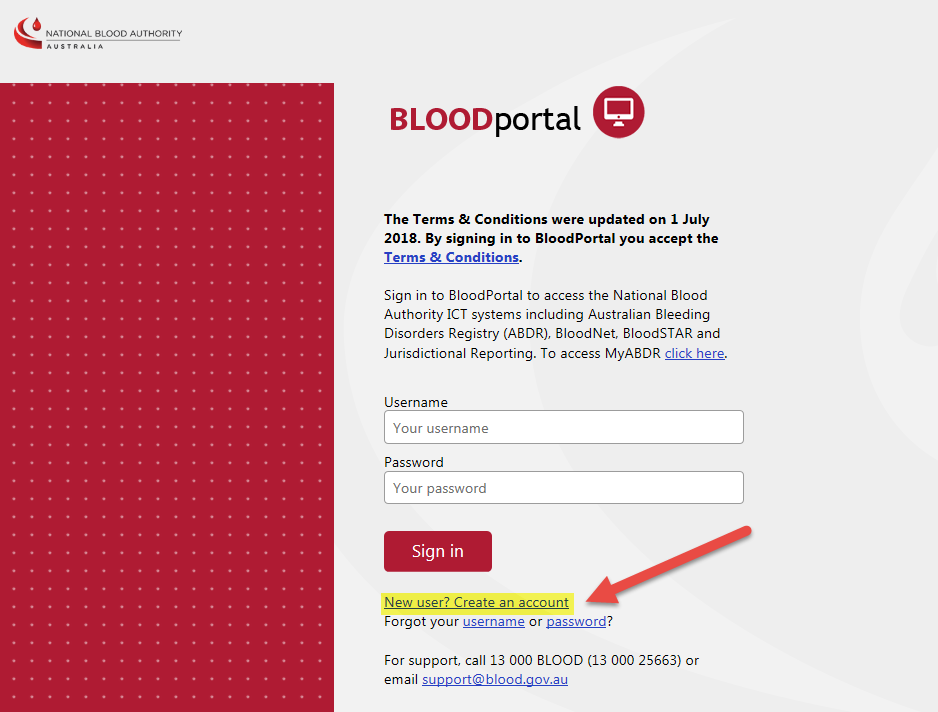 NATIONAL BLOOD AUTHORITY
AUSTRALIA
BLOODportal
The Terms & Conditions were updated on 1 July
2018. By signing in to BloodPortal you accept the
Terms & Conditions.
Sign in to BloodPortal to access the National Blood
Authority ICT systems including Australian Bleeding
Disorders Registry (ABDR), BloodNet, BloodSTAR and
Jurisdictional Reporting. To access MyABDR click here.
Username
Your username
Password
Your password
Sign in
New user? Create an account
Forgot your username or password?
For support, call 13 000 BLOOD (13 000 25663) or
email support@blood.gov.au